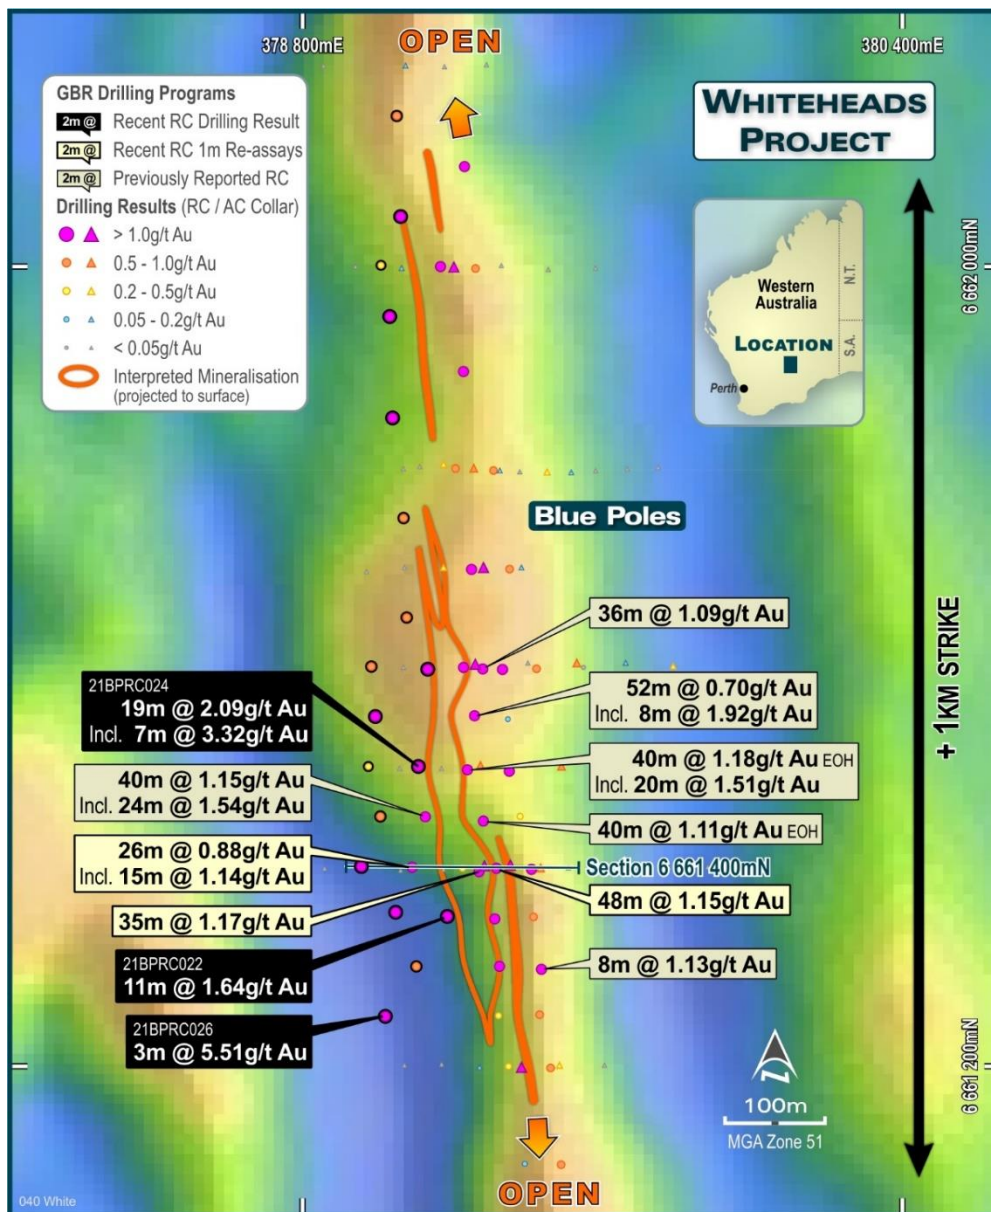 OPEN
378 800mE
380 400mE
GBR Drilling Programs
2m @ Recent RC Drilling Result
2m @ Recent RC 1m Re-assays
2m @ Previously Reported RC
Drilling Results (RC / AC Collar)
> 1.0g/t Au
0.5 - 1.0g/t Au
0.2 - 0.5g/t Au
0.05 - 0.2g/t Au
< 0.05g/t Au
Interpreted Mineralisation
(projected to surface)
WHITEHEADS
PROJECT
Western
Australia
N.T.
S.A.
LOCATION
Perth
6 662 000mN
Blue Poles
+ 1KM STRIKE
36m @ 1.09g/t Au
52m @ 0.70g/t Au
Incl. 8m @ 1.92g/t Au
40m @ 1.18g/t Au EOH
Incl. 20m @ 1.51g/t Au
40m @ 1.11g/t Au EOH
Section 6 661 400mN
48m @ 1.15g/t Au
8m @ 1.13g/t Au
21BPRC024
19m @ 2.09g/t Au
Incl. 7m @ 3.32g/t Au
40m @ 1.15g/t Au
Incl. 24m @ 1.54g/t Au
26m @ 0.88g/t Au
Incl. 15m @ 1.14g/t Au
35m @ 1.17g/t Au
21BPRC022
11m @ 1.64g/t Au
21BPRC026
3m @ 5.51g/t Au
6 661 200mN
N
100m
MGA Zone 51
OPEN
040 White